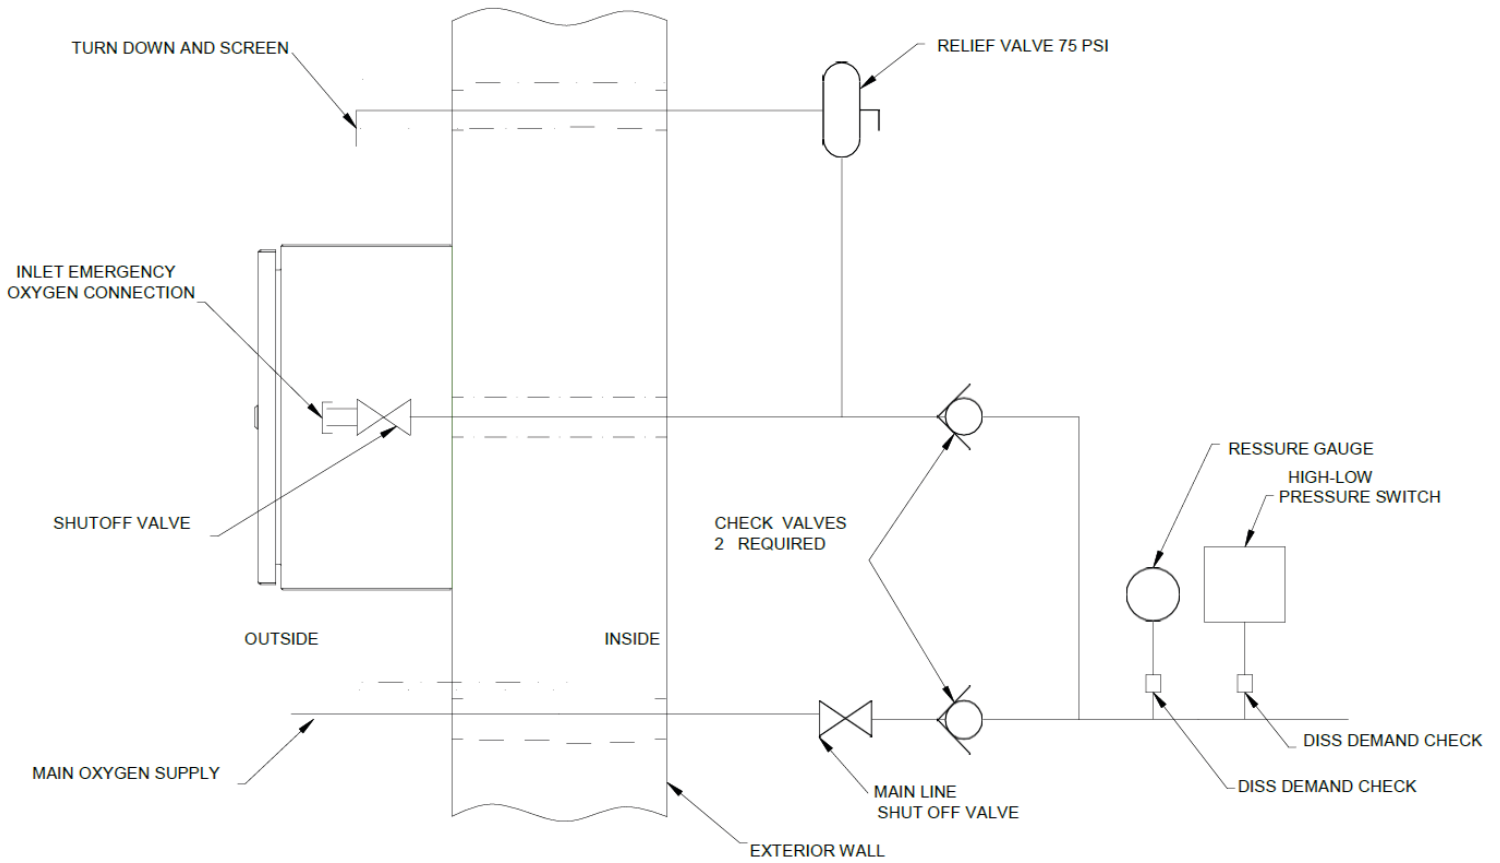 TURN DOWN AND SCREEN
RELIEF VALVE 75 PSI
INLET EMERGENCY
OXYGEN CONNECTION
RESSURE GAUGE
HIGH-LOW
PRESSURE SWITCH
SHUTOFF VALVE
CHECK VALVES
2 REQUIRED
OUTSIDE
INSIDE
DISS DEMAND CHECK
MAIN OXYGEN SUPPLY
DISS DEMAND CHECK
MAIN LINE
SHUT OFF VALVE
EXTERIOR WALL